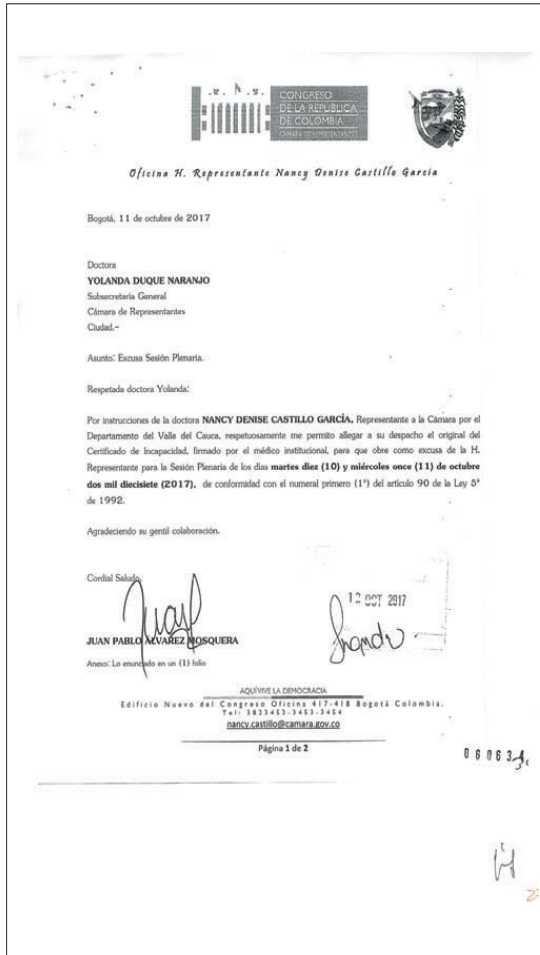 CONGRESO
DE LA REPÚBLICA
DE COLOMBIA
CÁMARA DE REPRESENTANTES
Oficina H. Representante Nancy Denise Castillo García
Bogotá, 11 de octubre de 2017
Doctora
YOLANDA DUQUE NARANJO
Subsecretaria General
Cámara de Representantes
Ciudad.-
Asunto: Excusa Sesión Plenaria.
Respetada doctora Yolanda:
Por instrucciones de la doctora NANCY DENISE CASTILLO GARCÍA, Representante a la Cámara por el
Departamento del Valle del Cauca, respetuosamente me permito allegar a su despacho el original del
Certificado de Incapacidad, firmado por el médico institucional, para que obre como excusa de la H.
Representante para la Sesión Plenaria de los días martes diez (10) y miércoles once (11) de octubre
dos mil diecisiete (2017), de conformidad con el numeral primero (1°) del artículo 90 de la Ley 5ª
de 1992.
Agradeciendo su gentil colaboración.
Cordial Saludo,
12 OCT 2017
JUAN PABLO ÁLVAREZ MOSQUERA
Anexo: Lo enunciado en un (1) folio
AQUÍVIVE LA DEMOCRACIA
Edificio Nuevo del Congreso Oficina 417-418 Bogotá Colombia.
Tel: 3823453-3453-3454
nancy.castillo@camara.gov.co
Página 1 de 2